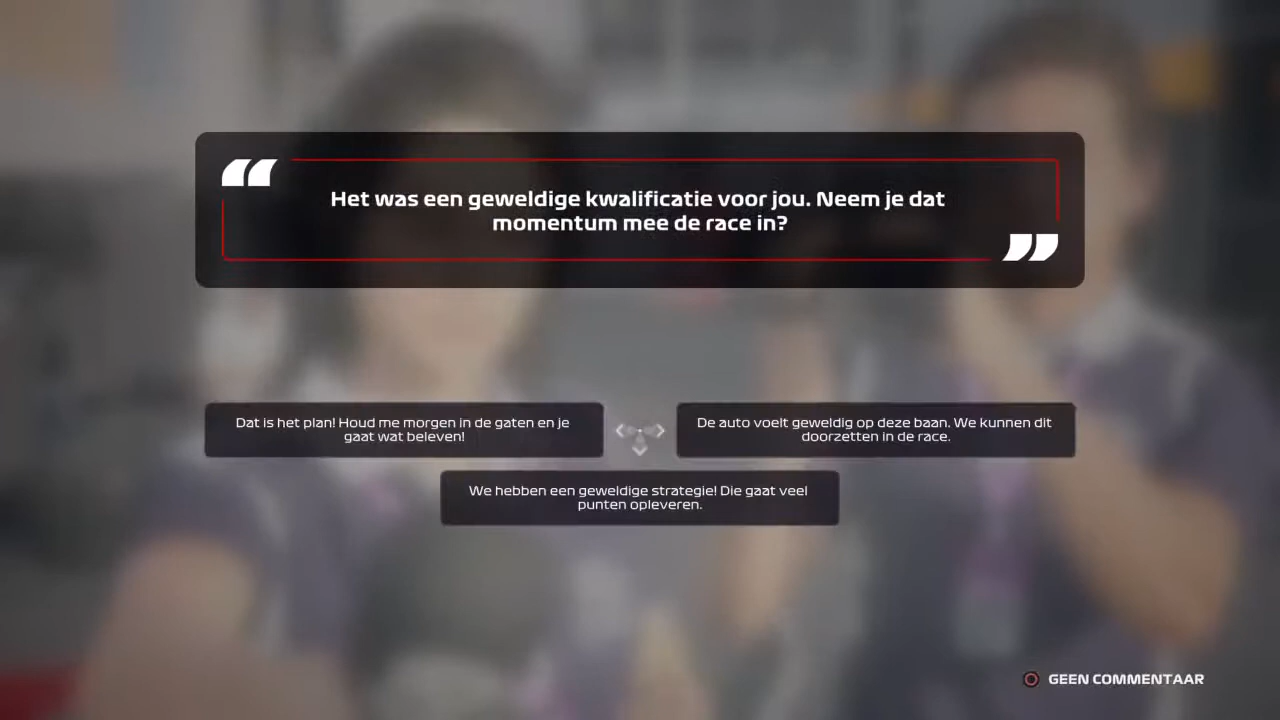 Het was een geweldige kwalificatie voor jou. Neem je dat
momentum mee de race in?
Dat is het plan! Houd me morgen in de gaten en je
gaat wat beleven!
De auto voelt geweldig op deze baan. We kunnen dit
doorzetten in de race.
We hebben een geweldige strategie! Die gaat veel
punten opleveren.
GEEN COMMENTAAR